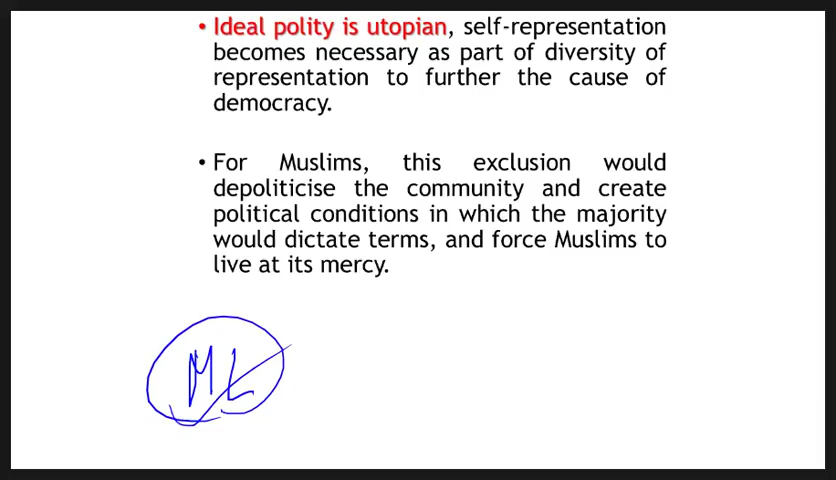 • Ideal polity is utopian, self-representation
becomes necessary as part of diversity of
representation to further the cause of
democracy.
• For Muslims, this exclusion would
depoliticise the community and create
political conditions in which the majority
would dictate terms, and force Muslims to
live at its mercy.
ML